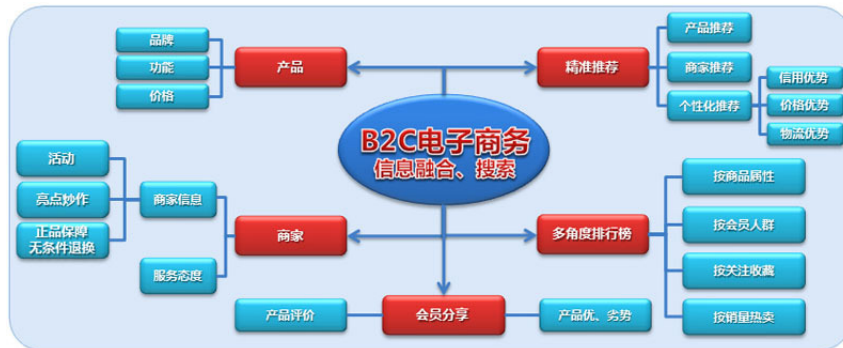 品牌
功能
价格
产品
精准推荐
产品推荐
商家推荐
个性化推荐
信用优势
价格优势
物流优势
B2C电子商务
信息融合、搜索
活动
亮点妙作
正品保障
无条件退换
商家信息
服务态度
商家
多角度排行榜
按商品属性
按会员人群
按关注收藏
按销量热卖
产品评价
会员分享
产品优、劣势